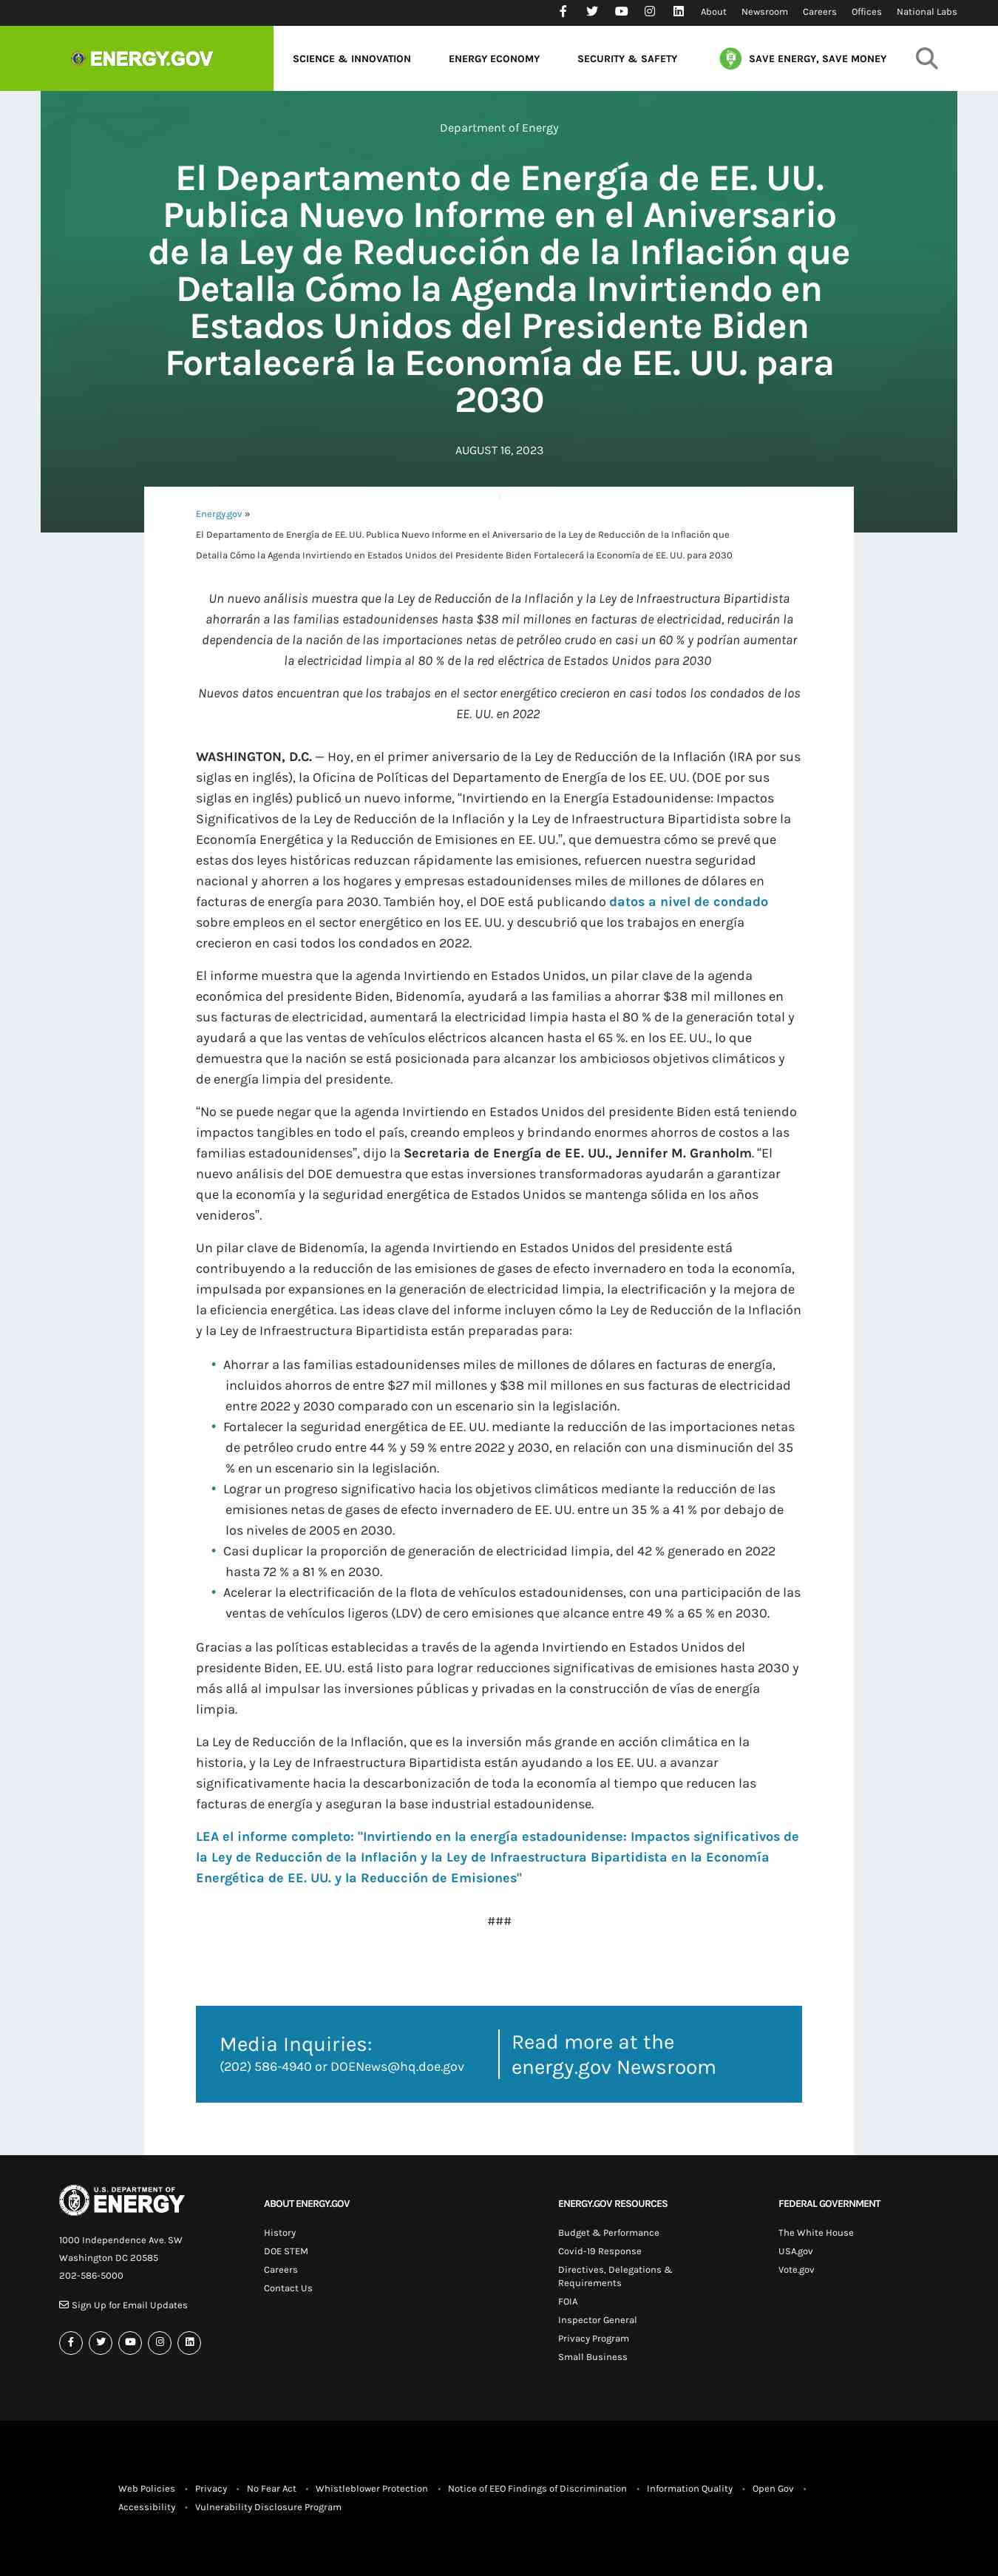 About Newsroom Careers Offices National Labs
ENERGY.GOV
SCIENCE & INNOVATION ENERGY ECONOMY SECURITY & SAFETY SAVE ENERGY, SAVE MONEY
Department of Energy
El Departamento de Energía de EE. UU.
Publica Nuevo Informe en el Aniversario
de la Ley de Reducción de la Inflación que
Detalla Cómo la Agenda Invirtiendo en
Estados Unidos del Presidente Biden
Fortalecerá la Economía de EE. UU. para
2030
AUGUST 16, 2023
Energy.gov »
El Departamento de Energía de EE. UU. Publica Nuevo Informe en el Aniversario de la Ley de Reducción de la Inflación que
Detalla Cómo la Agenda Invirtiendo en Estados Unidos del Presidente Biden Fortalecerá la Economía de EE. UU. para 2030
Un nuevo análisis muestra que la Ley de Reducción de la Inflación y la Ley de Infraestructura Bipartidista
ahorrarán a las familias estadounidenses hasta $38 mil millones en facturas de electricidad, reducirán la
dependencia de la nación de las importaciones netas de petróleo crudo en casi un 60 % y podrían aumentar
la electricidad limpia al 80 % de la red eléctrica de Estados Unidos para 2030
Nuevos datos encuentran que los trabajos en el sector energético crecieron en casi todos los condados de los
EE. UU. en 2022
WASHINGTON, D.C. — Hoy, en el primer aniversario de la Ley de Reducción de la Inflación (IRA por sus
siglas en inglés), la Oficina de Políticas del Departamento de Energía de los EE. UU. (DOE por sus
siglas en inglés) publicó un nuevo informe, “Invirtiendo en la Energía Estadounidense: Impactos
Significativos de la Ley de Reducción de la Inflación y la Ley de Infraestructura Bipartidista sobre la
Economía Energética y la Reducción de Emisiones en EE. UU.”, que demuestra cómo se prevé que
estas dos leyes históricas reduzcan rápidamente las emisiones, refuercen nuestra seguridad
nacional y ahorren a los hogares y empresas estadounidenses miles de millones de dólares en
facturas de energía para 2030. También hoy, el DOE está publicando datos a nivel de condado
sobre empleos en el sector energético en los EE. UU. y descubrió que los trabajos en energía
crecieron en casi todos los condados en 2022.
El informe muestra que la agenda Invirtiendo en Estados Unidos, un pilar clave de la agenda
económica del presidente Biden, Bidenomía, ayudará a las familias a ahorrar $38 mil millones en
sus facturas de electricidad, aumentará la electricidad limpia hasta el 80 % de la generación total y
ayudará a que las ventas de vehículos eléctricos alcancen hasta el 65 %. en los EE. UU., lo que
demuestra que la nación se está posicionada para alcanzar los ambiciosos objetivos climáticos y
de energía limpia del presidente.
“No se puede negar que la agenda Invirtiendo en Estados Unidos del presidente Biden está teniendo
impactos tangibles en todo el país, creando empleos y brindando enormes ahorros de costos a las
familias estadounidenses”, dijo la Secretaria de Energía de EE. UU., Jennifer M. Granholm. “El
nuevo análisis del DOE demuestra que estas inversiones transformadoras ayudarán a garantizar
que la economía y la seguridad energética de Estados Unidos se mantenga sólida en los años
venideros”.
Un pilar clave de Bidenomía, la agenda Invirtiendo en Estados Unidos del presidente está
contribuyendo a la reducción de las emisiones de gases de efecto invernadero en toda la economía,
impulsada por expansiones en la generación de electricidad limpia, la electrificación y la mejora de
la eficiencia energética. Las ideas clave del informe incluyen cómo la Ley de Reducción de la Inflación
y la Ley de Infraestructura Bipartidista están preparadas para:
• Ahorrar a las familias estadounidenses miles de millones de dólares en facturas de energía,
incluidos ahorros de entre $27 mil millones y $38 mil millones en sus facturas de electricidad
entre 2022 y 2030 comparado con un escenario sin la legislación.
• Fortalecer la seguridad energética de EE. UU. mediante la reducción de las importaciones netas
de petróleo crudo entre 44 % y 59 % entre 2022 y 2030, en relación con una disminución del 35
% en un escenario sin la legislación.
• Lograr un progreso significativo hacia los objetivos climáticos mediante la reducción de las
emisiones netas de gases de efecto invernadero de EE. UU. entre un 35 % a 41 % por debajo de
los niveles de 2005 en 2030.
• Casi duplicar la proporción de generación de electricidad limpia, del 42 % generado en 2022
hasta 72 % a 81 % en 2030.
• Acelerar la electrificación de la flota de vehículos estadounidenses, con una participación de las
ventas de vehículos ligeros (LDV) de cero emisiones que alcance entre 49 % a 65 % en 2030.
Gracias a las políticas establecidas a través de la agenda Invirtiendo en Estados Unidos del
presidente Biden, EE. UU. está listo para lograr reducciones significativas de emisiones hasta 2030 y
más allá al impulsar las inversiones públicas y privadas en la construcción de vías de energía
limpia.
La Ley de Reducción de la Inflación, que es la inversión más grande en acción climática en la
historia, y la Ley de Infraestructura Bipartidista están ayudando a los EE. UU. a avanzar
significativamente hacia la descarbonización de toda la economía al tiempo que reducen las
facturas de energía y aseguran la base industrial estadounidense.
LEA el informe completo: "Invirtiendo en la energía estadounidense: Impactos significativos de
la Ley de Reducción de la Inflación y la Ley de Infraestructura Bipartidista en la Economía
Energética de EE. UU. y la Reducción de Emisiones"
###
Media Inquiries:
(202) 586-4940 or DOENews@hq.doe.gov
Read more at the
energy.gov Newsroom
U.S. DEPARTMENT OF
ENERGY
1000 Independence Ave. SW
Washington DC 20585
202-586-5000
Sign Up for Email Updates
ABOUT ENERGY.GOV
History
DOE STEM
Careers
Contact Us
ENERGY.GOV RESOURCES
Budget & Performance
Covid-19 Response
Directives, Delegations &
Requirements
FOIA
Inspector General
Privacy Program
Small Business
FEDERAL GOVERNMENT
The White House
USA.gov
Vote.gov
Web Policies • Privacy • No Fear Act • Whistleblower Protection • Notice of EEO Findings of Discrimination • Information Quality • Open Gov •
Accessibility • Vulnerability Disclosure Program